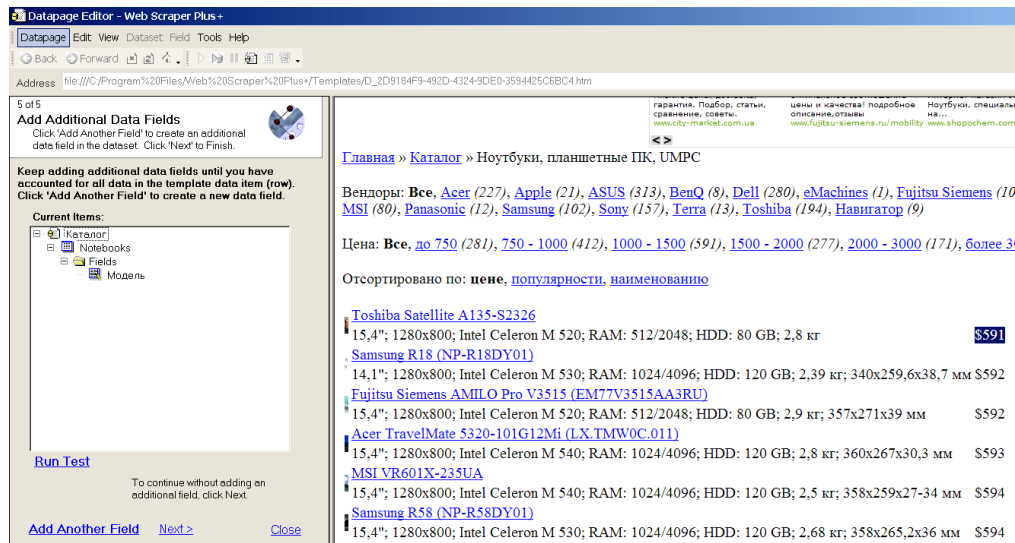 Datapage Editor - Web Scraper Plus+
Datapage Edit View Dataset Field Tools Help
Back Forward
Address file:///C:/Program%20Files/Web%20Scraper%20Plus+/Templates/D_2D9184F9-492D-4324-9DE0-3594425C6BC4.htm
5 of 5
Add Additional Data Fields
Click 'Add Another Field' to create an additional
data field in the dataset. Click 'Next' to Finish.
Keep adding additional data fields until you have
accounted for all data in the template data item (row).
Click 'Add Another Field' to create a new data field.
Current Items:
Каталог
Notebooks
Fields
Модель
Run Test
To continue without adding an
additional field, click Next.
Add Another Field Next > Close
гарантия. Подбор, статьи,
сравнение, советы.
www.city-market.com.ua
цены и качества! подробное
описание,отзывы
www.fujitsu-siemens.ru/mobility
Ноутбуки, специаль
на...
www.shopochem.com
< >
Главная » Каталог » Ноутбуки, планшетные ПК, UMPC
Вендоры: Все, Acer (227), Apple (21), ASUS (313), BenQ (8), Dell (280), eMachines (1), Fujitsu Siemens (10
MSI (80), Panasonic (12), Samsung (102), Sony (157), Terra (13), Toshiba (194), Навигатор (9)
Цена: Все, до 750 (281), 750 - 1000 (412), 1000 - 1500 (591), 1500 - 2000 (277), 2000 - 3000 (171), более 3
Отсортировано по: цене, популярности, наименованию
Toshiba Satellite A135-S2326
15,4"; 1280x800; Intel Celeron M 520; RAM: 512/2048; HDD: 80 GB; 2,8 кг $591
Samsung R18 (NP-R18DY01)
14,1"; 1280x800; Intel Celeron M 530; RAM: 1024/4096; HDD: 120 GB; 2,39 кг; 340x259,6x38,7 мм $592
Fujitsu Siemens AMILO Pro V3515 (EM77V3515AA3RU)
15,4"; 1280x800; Intel Celeron M 520; RAM: 512/2048; HDD: 80 GB; 2,9 кг; 357x271x39 мм $592
Acer TravelMate 5320-101G12Mi (LX.TMW0C.011)
15,4"; 1280x800; Intel Celeron M 540; RAM: 1024/4096; HDD: 120 GB; 2,8 кг; 360x267x30,3 мм $593
MSI VR601X-235UA
15,4"; 1280x800; Intel Celeron M 540; RAM: 1024/4096; HDD: 120 GB; 2,5 кг; 358x259x27-34 мм $594
Samsung R58 (NP-R58DY01)
15,4"; 1280x800; Intel Celeron M 530; RAM: 1024/4096; HDD: 120 GB; 2,68 кг; 358x265,2x36 мм $594